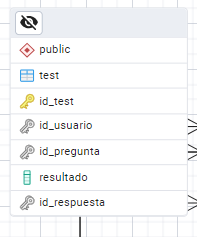 public
test
id_test
id_usuario
id_pregunta
resultado
id_respuesta